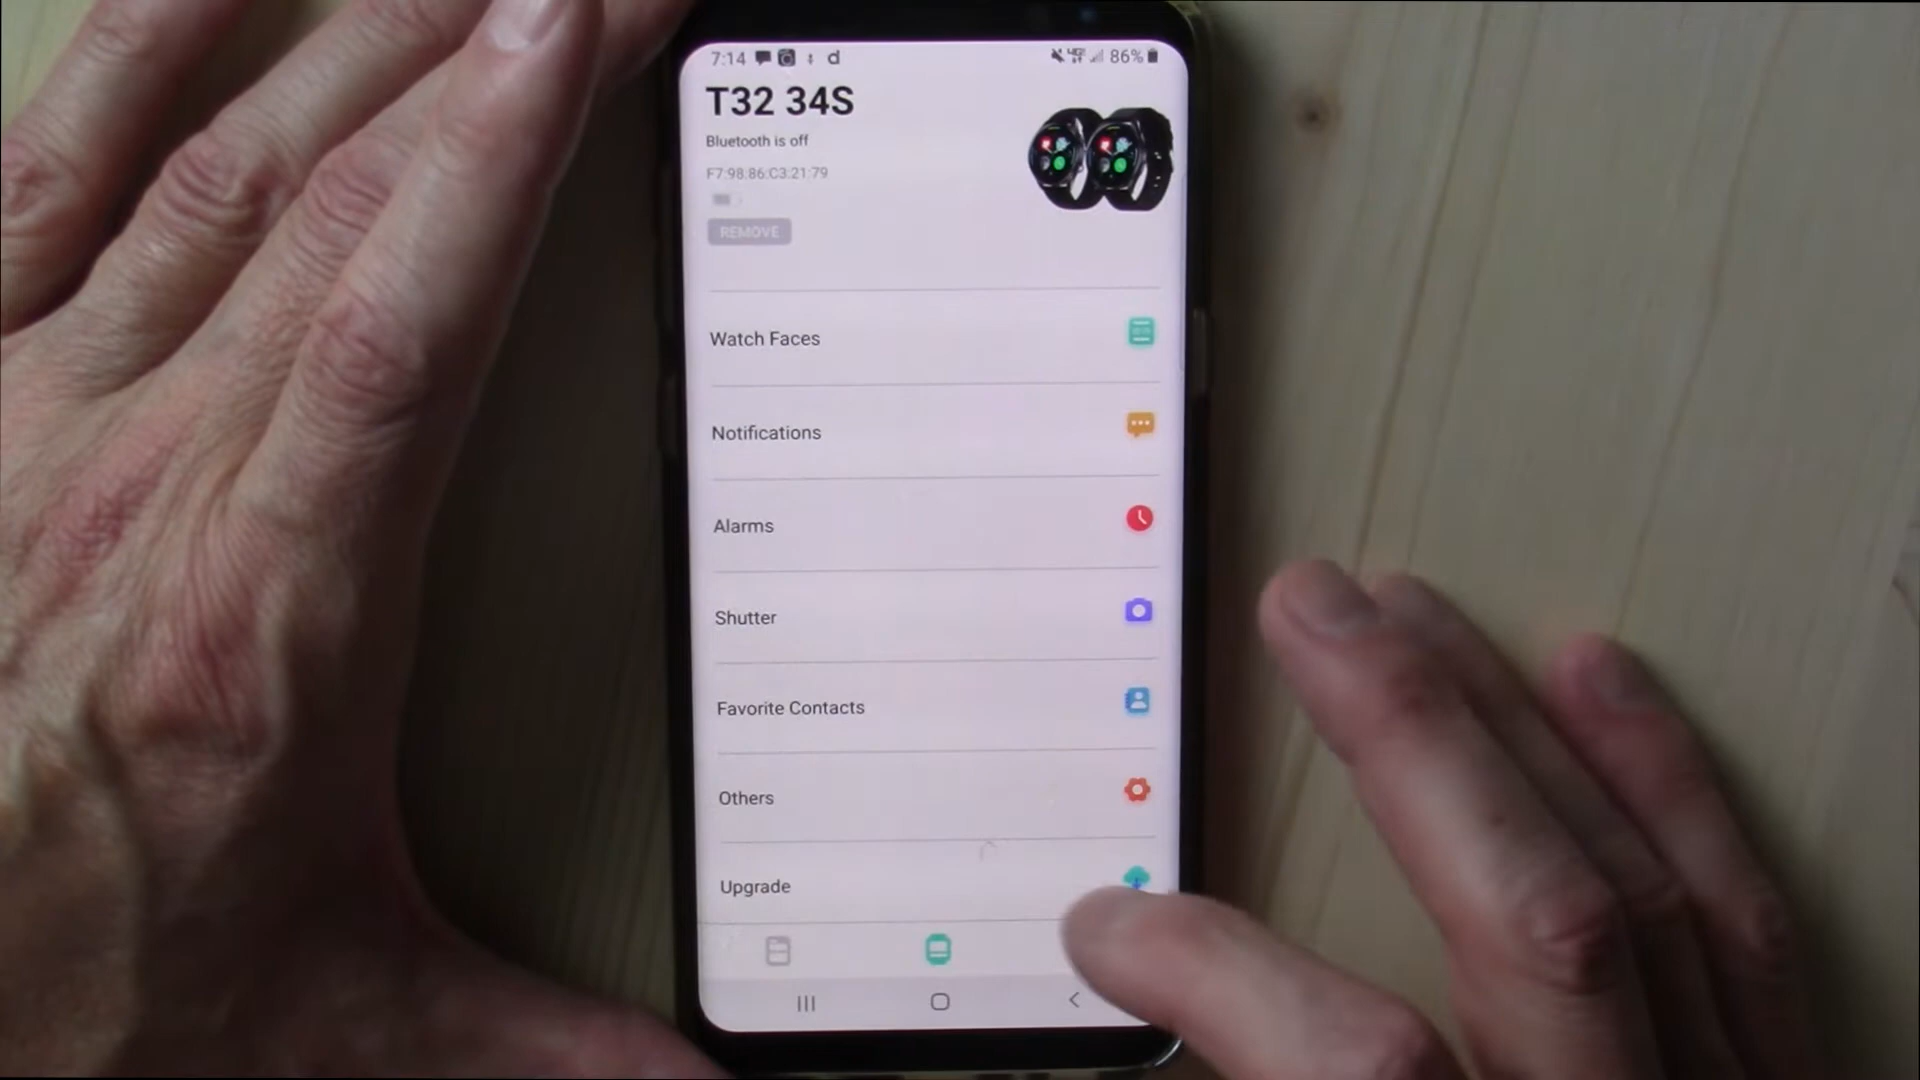 7:14 d 86%
T32 34S
Bluetooth is off
F7:98:86:C3:21:79
REMOVE
Watch Faces
Notifications
Alarms
Shutter
Favorite Contacts
Others
Upgrade